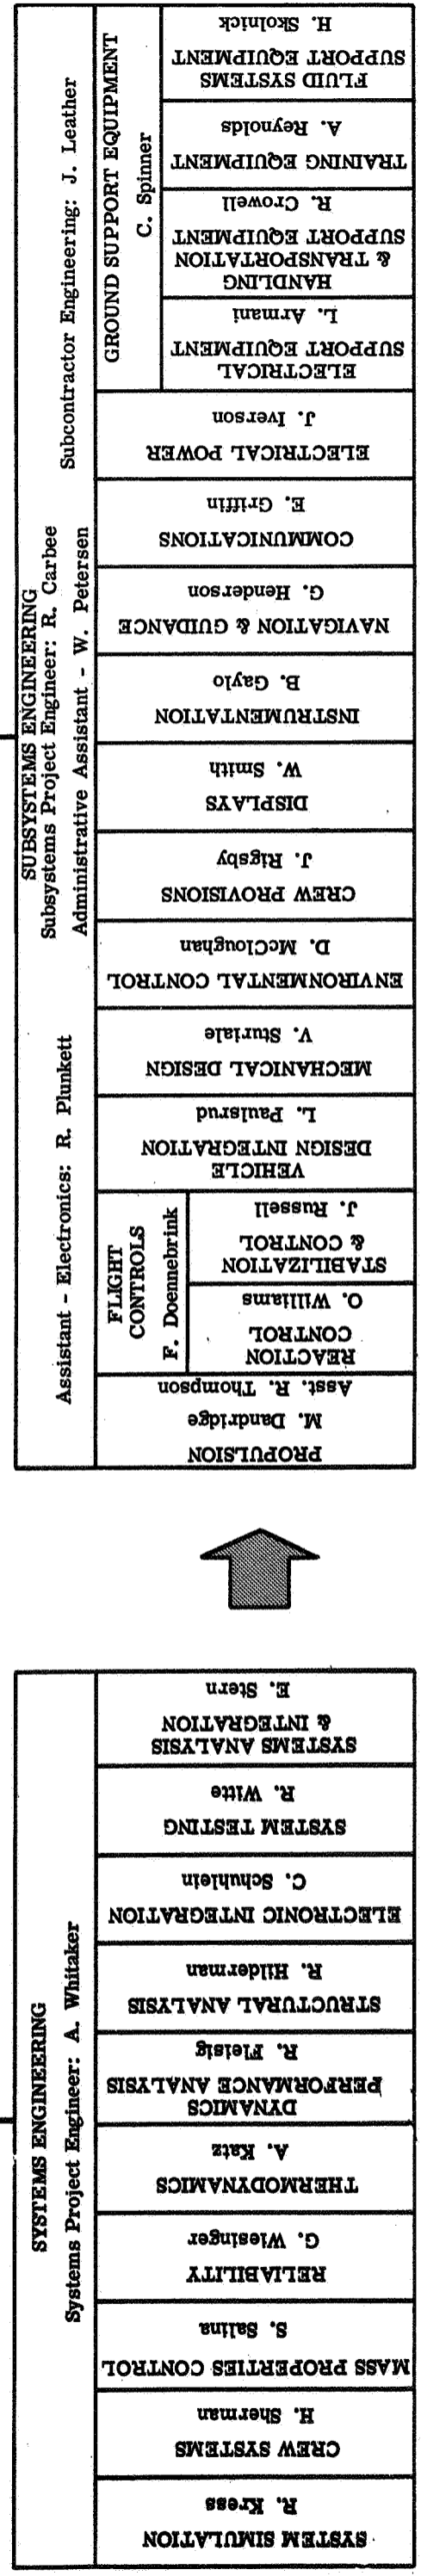 SYSTEMS ENGINEERING
Systems Project Engineer: A. Whitaker
SYSTEM SIMULATION
R. Kress
CREW SYSTEMS
H. Sherman
MASS PROPERTIES CONTROL
S. Salina
RELIABILITY
G. Wiesinger
THERMODYNAMICS
A. Katz
DYNAMICS
PERFORMANCE ANALYSIS
R. Fleisig
STRUCTURAL ANALYSIS
R. Hilderman
ELECTRONIC INTEGRATION
C. Schuhlein
SYSTEM TESTING
R. Witte
SYSTEMS ANALYSIS
& INTEGRATION
E. Stern
SUBSYSTEMS ENGINEERING
Subsystems Project Engineer: R. Carbee
Assistant - Electronics: R. Plunkett
Administrative Assistant - W. Petersen
Subcontractor Engineering: J. Leather
PROPULSION
M. Dandridge
Asst. R. Thompson
FLIGHT
CONTROLS
F. Doennebrink
REACTION
CONTROL
O. Williams
STABILIZATION
& CONTROL
J. Russell
VEHICLE
DESIGN INTEGRATION
L. Paulsrud
MECHANICAL DESIGN
V. Sturiale
ENVIRONMENTAL CONTROL
D. McCloughan
CREW PROVISIONS
J. Rigsby
DISPLAYS
W. Smith
INSTRUMENTATION
B. Gaylo
NAVIGATION & GUIDANCE
G. Henderson
COMMUNICATIONS
E. Griffin
ELECTRICAL POWER
J. Iverson
GROUND SUPPORT EQUIPMENT
C. Spinner
ELECTRICAL
SUPPORT EQUIPMENT
L. Armani
HANDLING
& TRANSPORTATION
SUPPORT EQUIPMENT
R. Crowell
TRAINING EQUIPMENT
A. Reynolds
FLUID SYSTEMS
SUPPORT EQUIPMENT
H. Skolnick